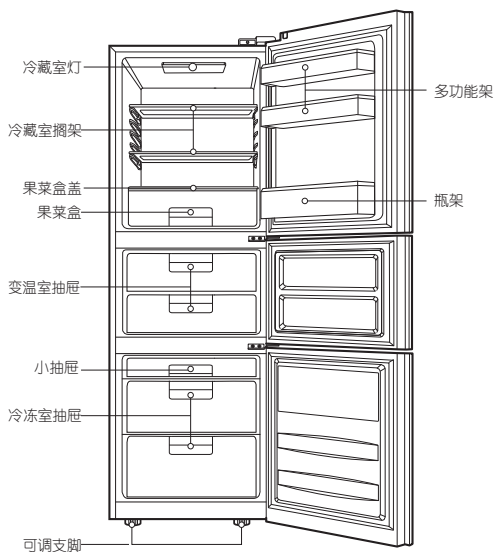 冷藏室灯
多功能架
冷藏室搁架
果菜盒盖
瓶架
果菜盒
变温室抽屉
小抽屉
冷冻室抽屉
可调支脚